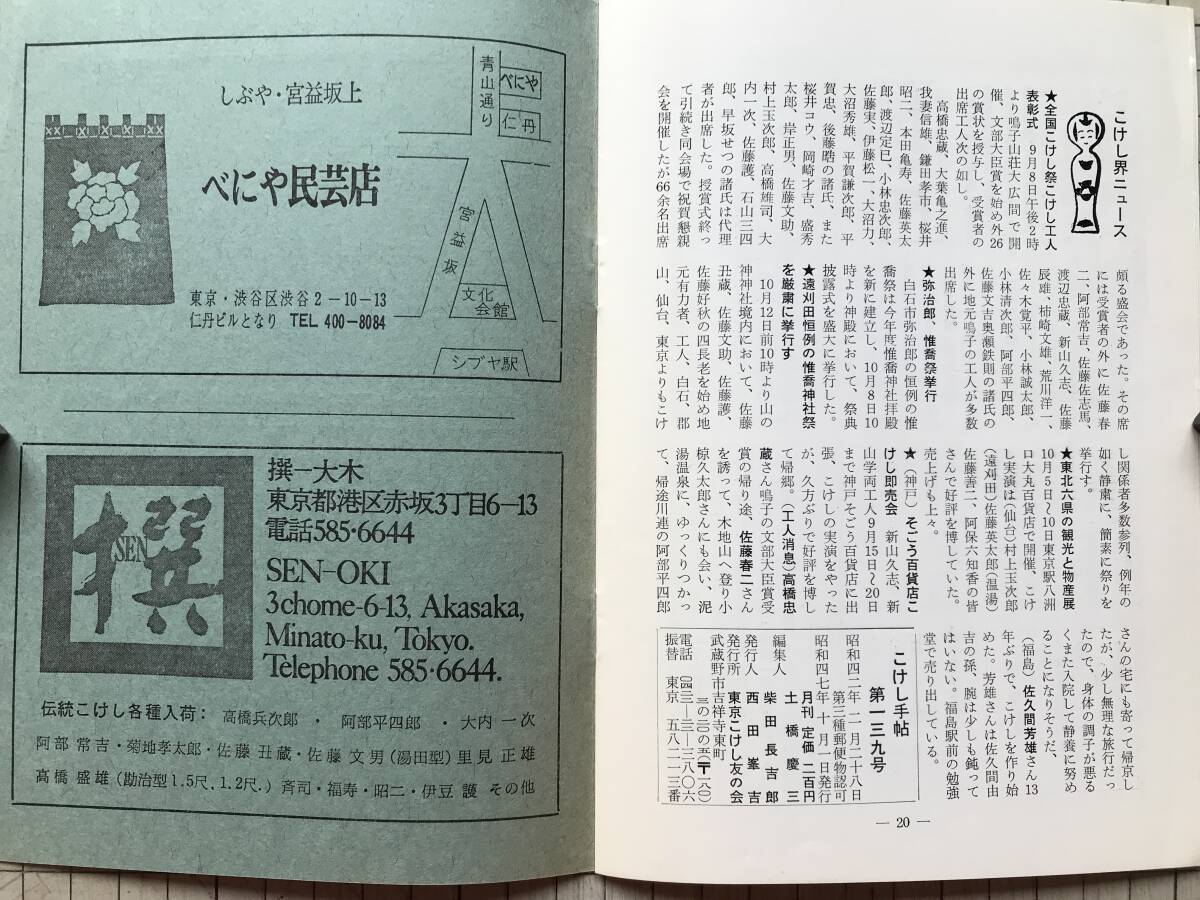 しぶや・宮益坂上
べにや民芸店
東京・渋谷区渋谷2-10-13
仁丹ビルとなり TEL 400-8084
青山通り
べにや
仁丹
宮益坂
文化会館
シブヤ駅
撰
SEN
撰一大木
東京都港区赤坂3丁目6-13
電話585・6644
SEN-OKI
3chome-6-13, Akasaka,
Minato-ku, Tokyo.
Telephone 585・6644.
伝統こけし各種入荷：高橋兵次郎・阿部平四郎・大内一次
阿部常吉・菊地孝太郎・佐藤丑蔵・佐藤文男(湯田型)里見正雄
高橋盛雄(勘治型1.5尺、1.2尺。)斉司・福寿・昭二・伊豆護 その他
こけし界ニュース
★全国こけし祭こけし工人
表彰式　9月8日午後2時
より鳴子山荘大広間で開
催、文部大臣賞を始め外26
の賞状を授与し、受賞者の
出席工人次の如し。
高橋忠蔵、大葉亀之進、
我妻信雄、鎌田孝市、桜井
昭二、本田亀寿、佐藤英太
郎、渡辺定巳、小林忠次郎、
佐藤実、伊藤松一、大沼力、
大沼秀雄、平賀謙次郎、平
賀忠、後藤䂓の諸氏、また
桜井コウ、岡崎才吉、盛秀
太郎、岸正男、佐藤文助、
村上玉次郎、高橋雄司、大
内一次、佐藤護、石山三四
郎、早坂せつの諸氏は代理
者が出席した。授賞式終っ
て引続き同会場で祝賀懇親
会を開催したが66余名出席
頗る盛会であった。その席
には受賞者の外に佐藤春
二、阿部常吉、佐藤佐志馬、
渡辺忠蔵、新山久志、佐藤
辰雄、柿崎文雄、荒川洋一、
佐々木覚平、小林誠太郎、
小林清次郎、阿部平四郎、
佐藤文吉奥瀬鉄則の諸氏の
外に地元鳴子の工人が多数
出席した。
★弥治郎、惟喬祭挙行
白石市弥治郎の恒例の惟
喬祭は今年度惟喬神社拝殿
を新に建立し、10月8日10
時より神殿において、祭典
披露式を盛大に挙行した。
★遠刈田恒例の惟喬神社祭
を厳粛に挙行す
10月12日前10時より山の
神神社境内において、佐藤
丑蔵、佐藤文助、佐藤護、
佐藤好秋の四長老を始め地
元有力者、工人、白石、郡
山、仙台、東京よりもこけ
し関係者多数参列、例年の
如く静粛に、簡素に祭りを
挙行す。
★東北六県の観光と物産展
10月5日～10日東京駅八洲
口大丸百貨店で開催、こけ
し実演は(仙台)村上玉次郎
(遠刈田)佐藤英太郎(温湯)
佐藤善二、阿保六知香の皆
さんで好評を博していた。
売上げも上々。
★(神戸)そごう百貨店こ
けし即売会　新山久志、新
山学両工人9月15日～20日
まで神戸そごう百貨店に出
張、こけしの実演をやった
が、久方ぶりで好評を博し
て帰郷。(工人消息)高橋忠
蔵さん鳴子の文部大臣賞受
賞の帰り途、佐藤春二さん
を誘って、木地山へ登り小
椋久太郎さんにも会い、泥
湯温泉に、ゆっくりつかっ
て、帰途川連の阿部平四郎
さんの宅にも寄って帰京し
たが、少し無理な旅行だっ
たので、身体の調子が悪る
くまた入院して静養に努め
ることになりそうだ、
(福島)佐久間芳雄さん13
年ぶりで、こけしを作り始
めた。芳雄さんは佐久間由
吉の孫、腕は少しも鈍って
はいない。福島駅前の勉強
堂で売り出している。
こけし手帖
第一三九号
昭和四二年一二月二十八日
第三種郵便物認可
昭和四七年十月一日発行
月刊 定価 二百円
編集人 土橋慶三
柴田長吉郎
発行人 西田峯吉
発行所 東京こけし友の会
武蔵野市吉祥寺東町
三の二〇の五(〒一八〇)
電話(〇四二二)―二二―三八〇六
振替 東京 五八二一三番
― 20 ―